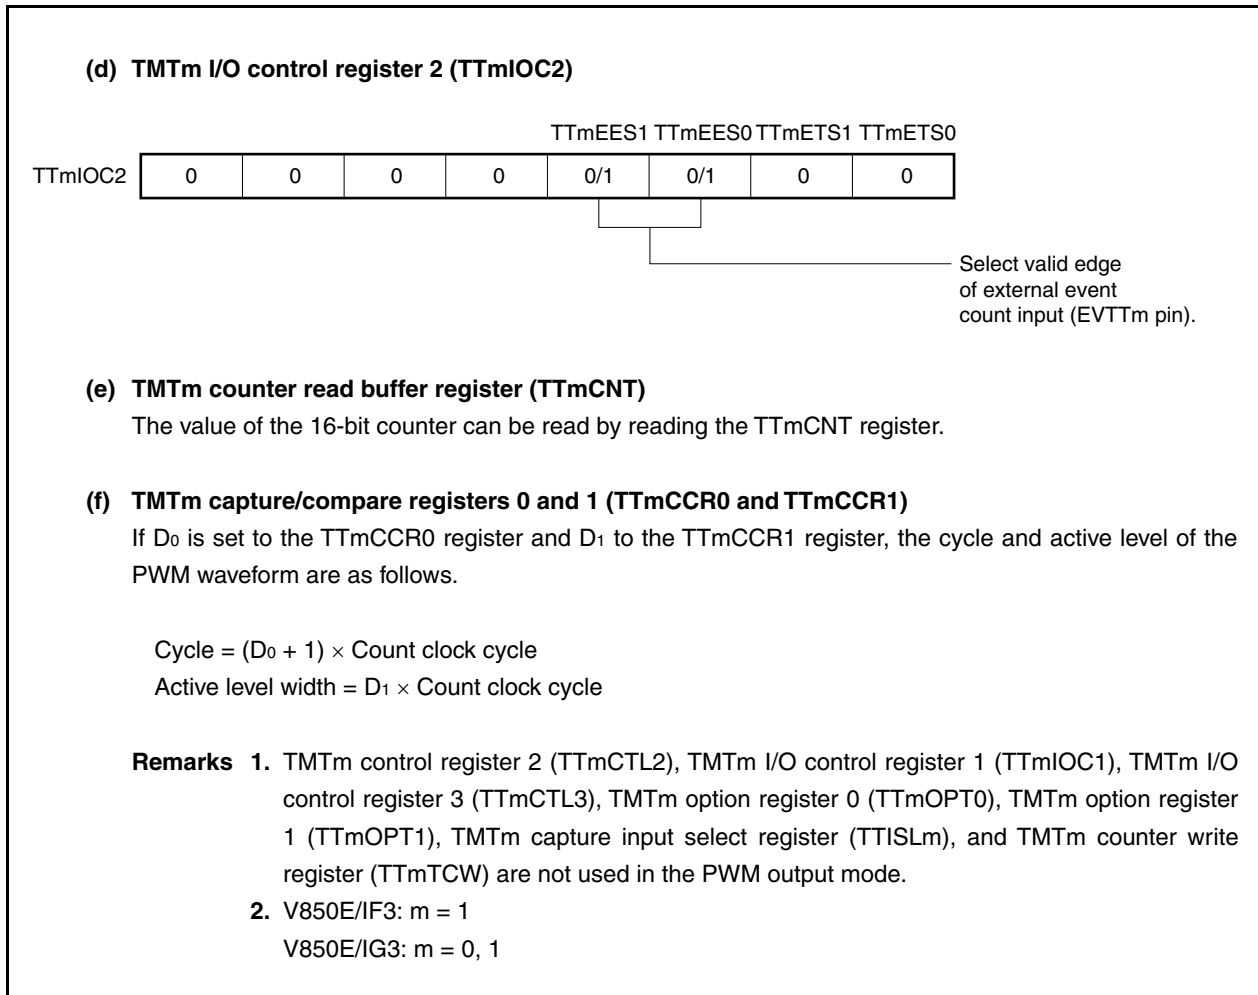 (d) TMTm I/O control register 2 (TTmIOC2)
TTmEES1 TTmEES0 TTmETS1 TTmETS0
TTmIOC2 0 0 0 0 0/1 0/1 0 0
Select valid edge
of external event
count input (EVTTm pin).
(e) TMTm counter read buffer register (TTmCNT)
The value of the 16-bit counter can be read by reading the TTmCNT register.
(f) TMTm capture/compare registers 0 and 1 (TTmCCR0 and TTmCCR1)
If D0 is set to the TTmCCR0 register and D1 to the TTmCCR1 register, the cycle and active level of the
PWM waveform are as follows.
Cycle = (D0 + 1) × Count clock cycle
Active level width = D1 × Count clock cycle
Remarks 1. TMTm control register 2 (TTmCTL2), TMTm I/O control register 1 (TTmIOC1), TMTm I/O
control register 3 (TTmCTL3), TMTm option register 0 (TTmOPT0), TMTm option register
1 (TTmOPT1), TMTm capture input select register (TTISLm), and TMTm counter write
register (TTmTCW) are not used in the PWM output mode.
2. V850E/IF3: m = 1
V850E/IG3: m = 0, 1